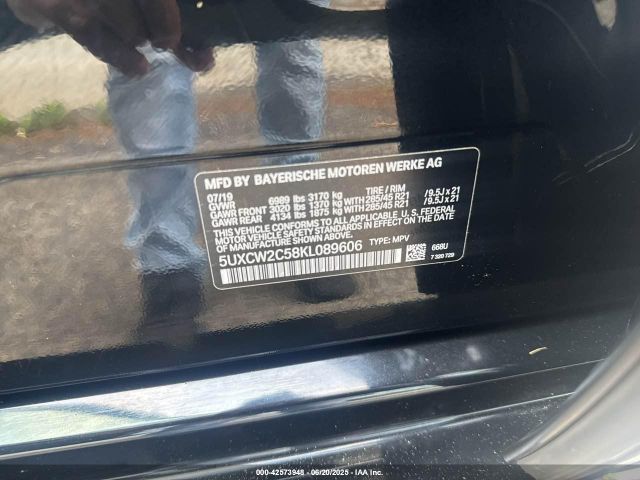 MFD BY BAYERISCHE MOTOREN WERKE AG
07/19
GVWR 6989 lbs 3170 kg TIRE / RIM
GAWR FRONT 3020 lbs 1370 kg WITH 285/45 R21 / 9.5J x 21
GAWR REAR 4134 lbs 1875 kg WITH 285/45 R21 / 9.5J x 21
THIS VEHICLE CONFORMS TO ALL APPLICABLE U.S. FEDERAL
MOTOR VEHICLE SAFETY STANDARDS IN EFFECT
ON THE DATE OF MANUFACTURE SHOWN ABOVE.
5UXCW2C58KL089606 TYPE: MPV 668U
7 320 729
000-42573948 06/20/2025 IAAI.COM